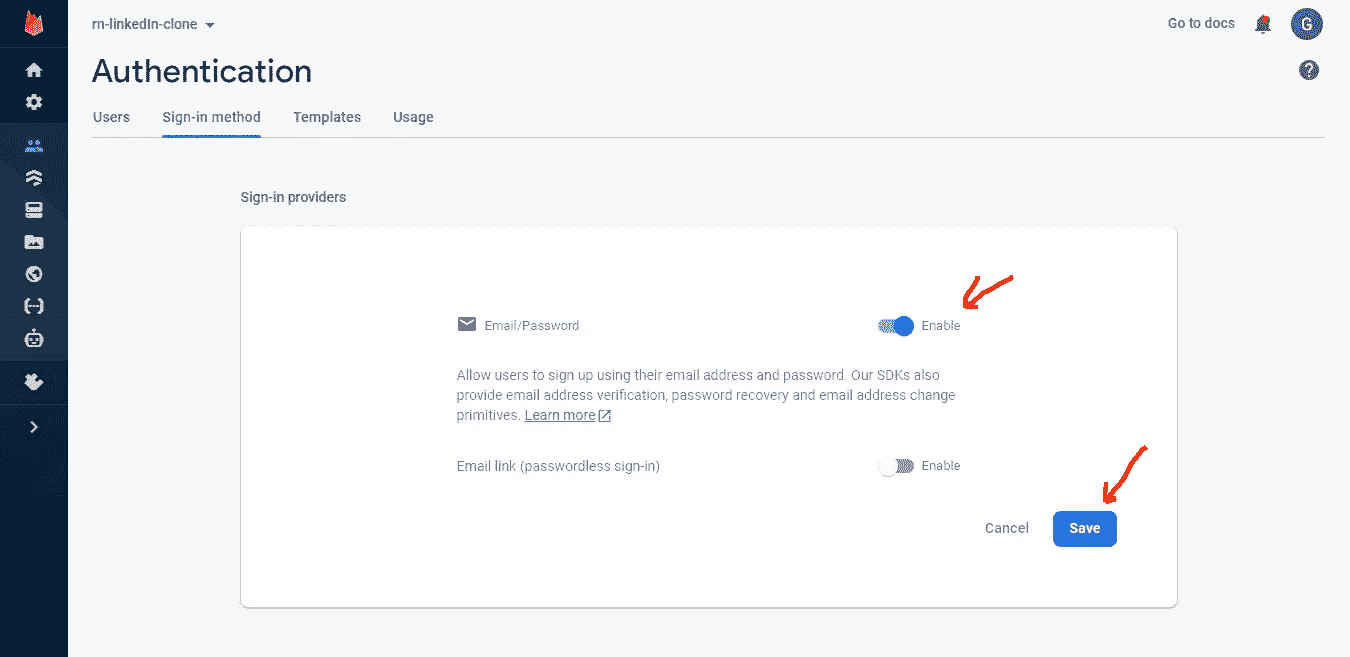 rn-linkedIn-clone
Go to docs
G
Authentication
?
Users
Sign-in method
Templates
Usage
Sign-in providers
Email/Password
Enable
Allow users to sign up using their email address and password. Our SDKs also
provide email address verification, password recovery and email address change
primitives. Learn more
Email link (passwordless sign-in)
Enable
Cancel
Save